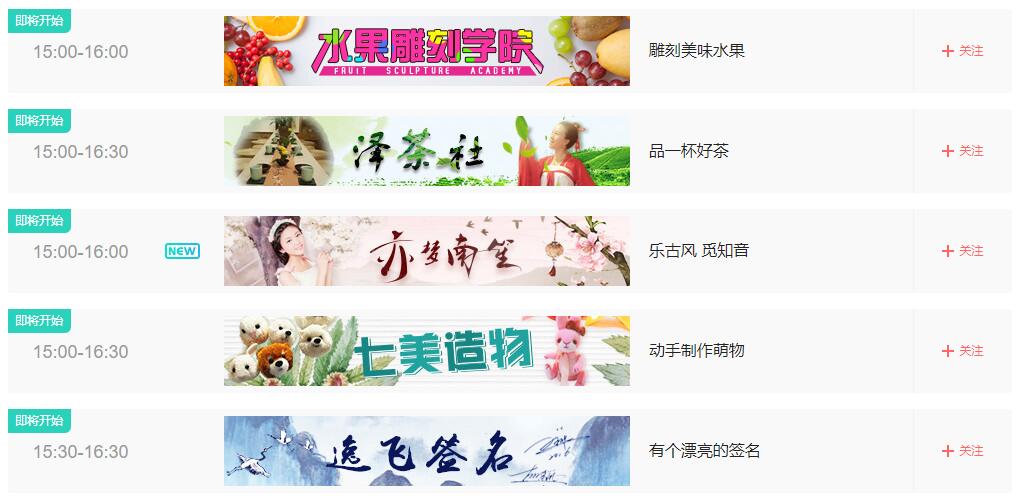 即将开始
15:00-16:00
水果雕刻学院
FRUIT SCULPTURE ACADEMY
雕刻美味水果
+ 关注
即将开始
15:00-16:30
泽茶社
品一杯好茶
+ 关注
即将开始
15:00-16:00
NEW
亦梦南笙
乐古风 觅知音
+ 关注
即将开始
15:00-16:30
七美造物
动手制作萌物
+ 关注
即将开始
15:30-16:30
逸飞签名
有个漂亮的签名
+ 关注